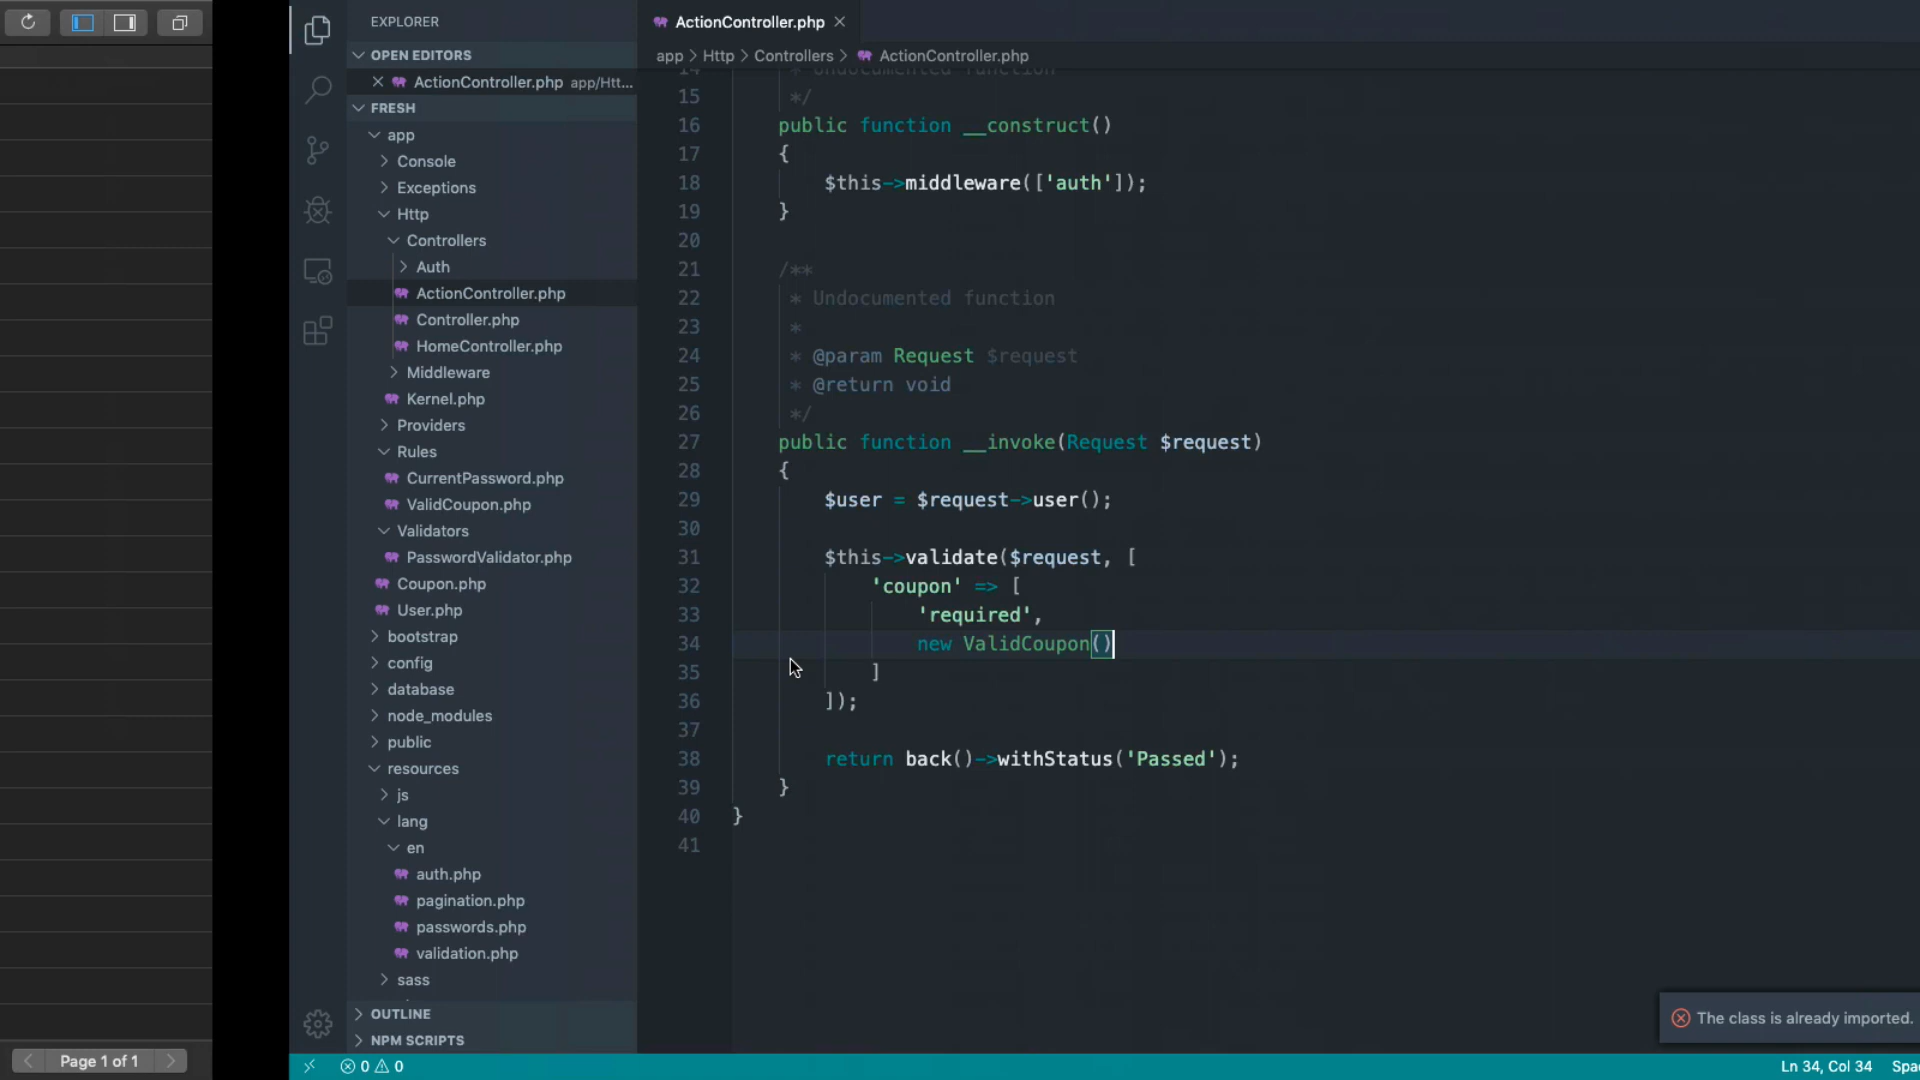 EXPLORER
OPEN EDITORS
ActionController.php app/Htt...
FRESH
app
Console
Exceptions
Http
Controllers
Auth
ActionController.php
Controller.php
HomeController.php
Middleware
Kernel.php
Providers
Rules
CurrentPassword.php
ValidCoupon.php
Validators
PasswordValidator.php
Coupon.php
User.php
bootstrap
config
database
node_modules
public
resources
js
lang
en
auth.php
pagination.php
passwords.php
validation.php
sass
OUTLINE
NPM SCRIPTS
Page 1 of 1
ActionController.php
app > Http > Controllers > ActionController.php
14 * Undocumented function
15 */
16 public function __construct()
17 {
18 $this->middleware(['auth']);
19 }
20
21 /**
22 * Undocumented function
23 *
24 * @param Request $request
25 * @return void
26 */
27 public function __invoke(Request $request)
28 {
29 $user = $request->user();
30
31 $this->validate($request, [
32 'coupon' => [
33 'required',
34 new ValidCoupon()
35 ]
36 ]);
37
38 return back()->withStatus('Passed');
39 }
40 }
41
The class is already imported.
0 0
Ln 34, Col 34